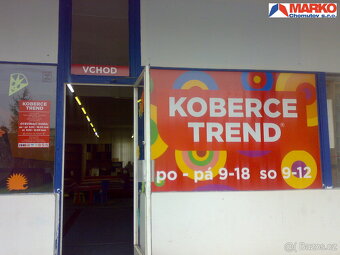 MARKO
Chomutov s.r.o.
VCHOD
KOBERCE
TREND
KOBERCE
TREND®
po - pá 9-18 so 9-12
© Bazos.cz